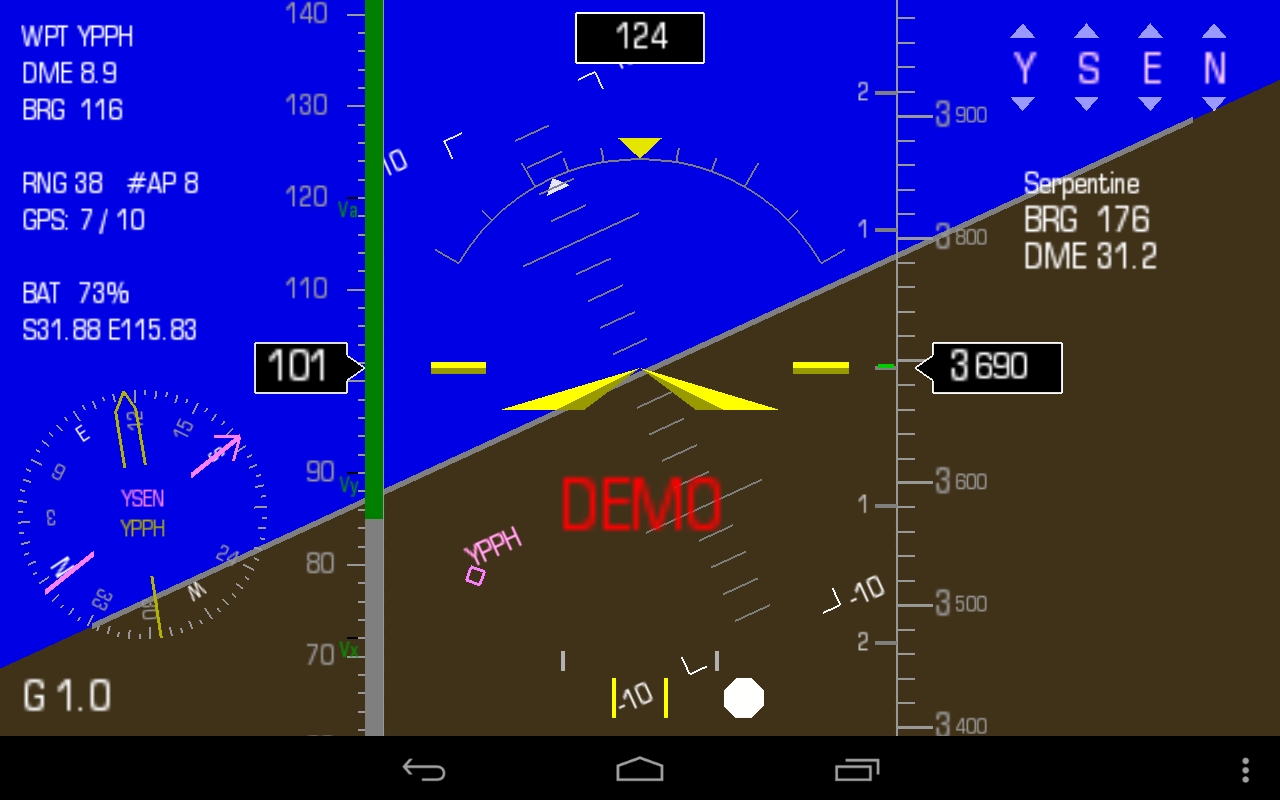 WPT YPPH
DME 8.9
BRG 116
RNG 38 #AP 8
GPS: 7 / 10
BAT 73%
S31.88 E115.83
140
130
120
Va
110
101
90
Vy
80
Vx
70
124
10
-10
-10
DEMO
YPPH
2
1
1
2
3 900
3 800
3 690
3 600
3 500
3 400
Y S E N
Serpentine
BRG 176
DME 31.2
E
12
15
S
6
3
N
33
30
W
24
YSEN
YPPH
G 1.0